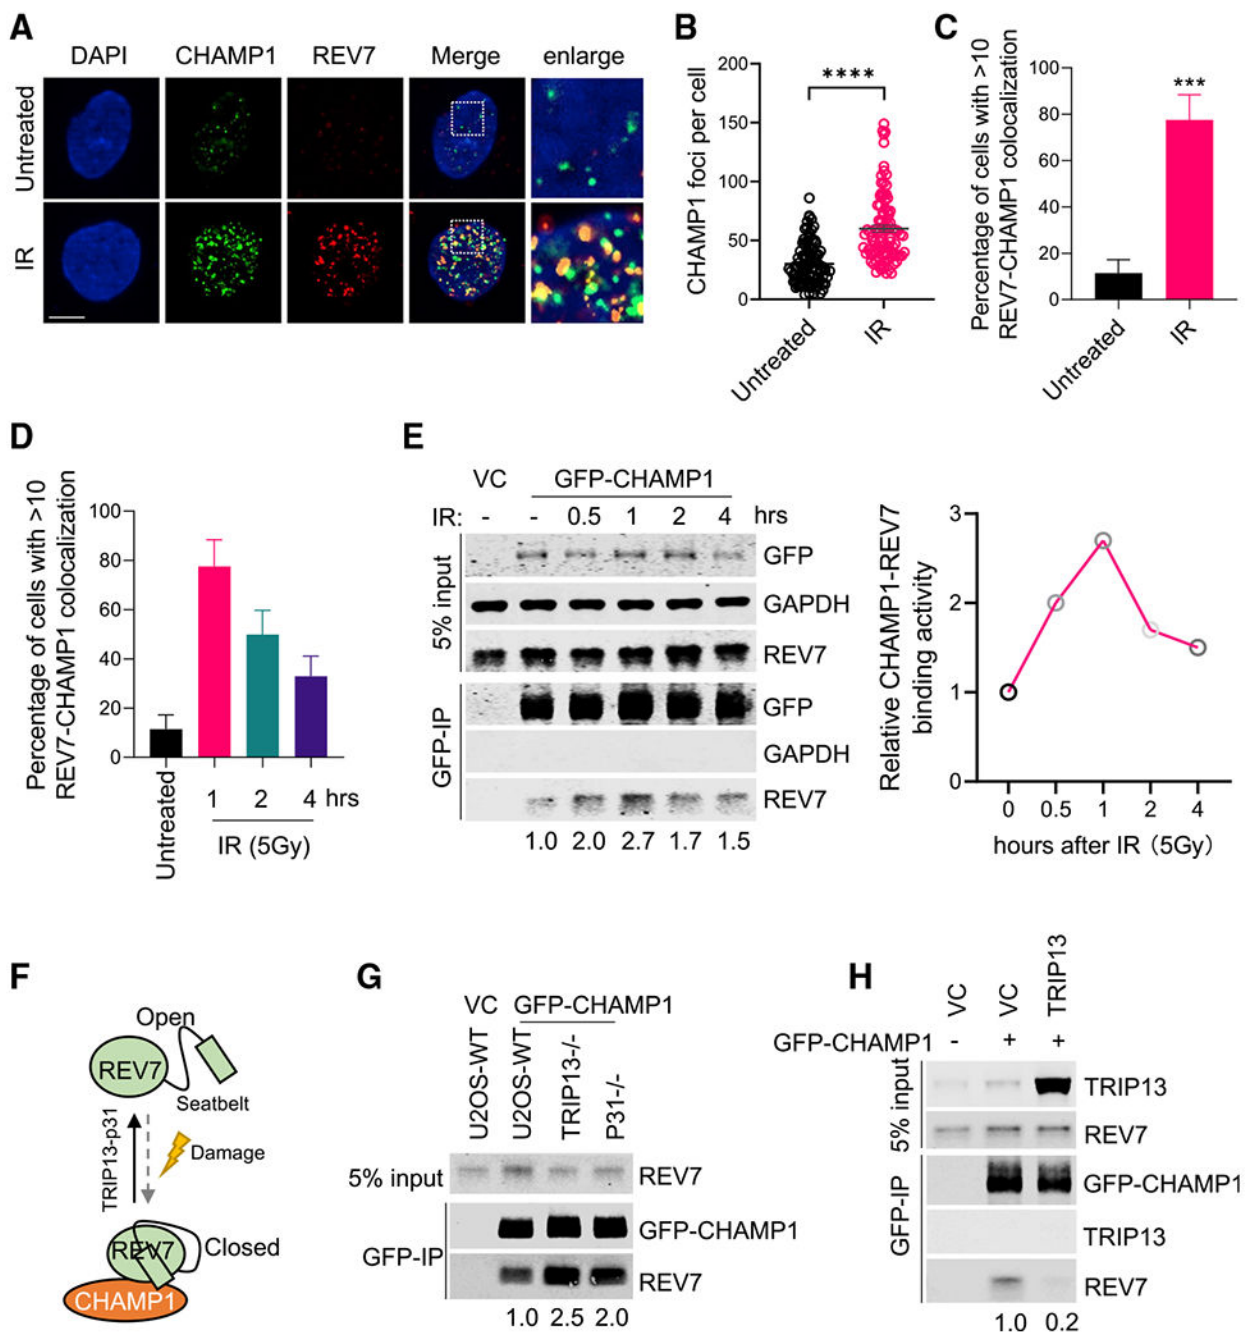 A
DAPI CHAMP1 REV7 Merge enlarge
Untreated
IR
B
CHAMP1 foci per cell
200
150
100
50
0
****
Untreated IR
C
Percentage of cells with >10
REV7-CHAMP1 colocalization
100
80
60
40
20
0
***
Untreated IR
D
Percentage of cells with >10
REV7-CHAMP1 colocalization
100
80
60
40
20
0
Untreated 1 2 4 hrs
IR (5Gy)
E
VC GFP-CHAMP1
IR: - - 0.5 1 2 4 hrs
5% input
GFP
GAPDH
REV7
GFP-IP
GFP
GAPDH
REV7
1.0 2.0 2.7 1.7 1.5
Relative CHAMP1-REV7
binding activity
3
2
1
0
0 0.5 1 2 4
hours after IR (5Gy)
F
Open
REV7
Seatbelt
TRIP13-p31
Damage
REV7 Closed
CHAMP1
G
VC GFP-CHAMP1
U2OS-WT U2OS-WT TRIP13-/- P31-/-
5% input REV7
GFP-IP
GFP-CHAMP1
REV7
1.0 2.5 2.0
H
VC VC TRIP13
GFP-CHAMP1 - + +
5% input
TRIP13
REV7
GFP-IP
GFP-CHAMP1
TRIP13
REV7
1.0 0.2